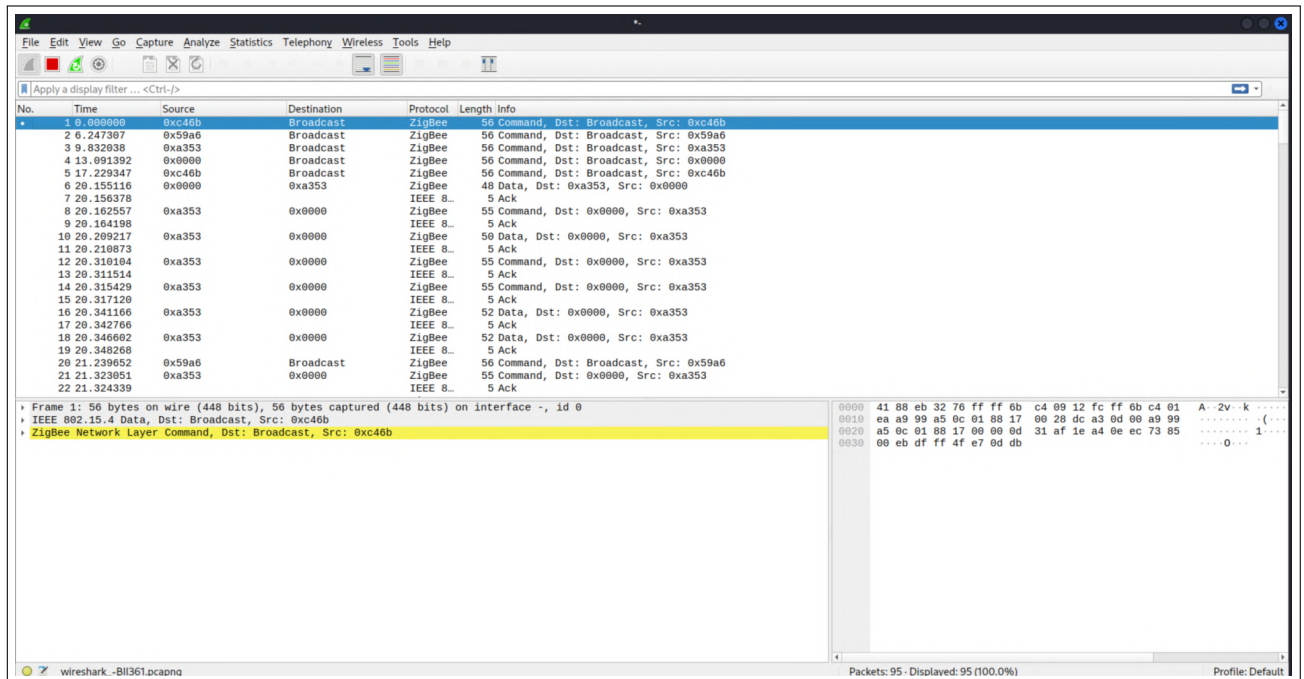 *-
File Edit View Go Capture Analyze Statistics Telephony Wireless Tools Help
Apply a display filter ... <Ctrl-/>
No. Time Source Destination Protocol Length Info
1 0.000000 0xc46b Broadcast ZigBee 56 Command, Dst: Broadcast, Src: 0xc46b
2 6.247307 0x59a6 Broadcast ZigBee 56 Command, Dst: Broadcast, Src: 0x59a6
3 9.832038 0xa353 Broadcast ZigBee 56 Command, Dst: Broadcast, Src: 0xa353
4 13.091392 0x0000 Broadcast ZigBee 56 Command, Dst: Broadcast, Src: 0x0000
5 17.229347 0xc46b Broadcast ZigBee 56 Command, Dst: Broadcast, Src: 0xc46b
6 20.155116 0x0000 0xa353 ZigBee 48 Data, Dst: 0xa353, Src: 0x0000
7 20.156378 IEEE 8… 5 Ack
8 20.162557 0xa353 0x0000 ZigBee 55 Command, Dst: 0x0000, Src: 0xa353
9 20.164198 IEEE 8… 5 Ack
10 20.209217 0xa353 0x0000 ZigBee 50 Data, Dst: 0x0000, Src: 0xa353
11 20.210873 IEEE 8… 5 Ack
12 20.310104 0xa353 0x0000 ZigBee 55 Command, Dst: 0x0000, Src: 0xa353
13 20.311514 IEEE 8… 5 Ack
14 20.315429 0xa353 0x0000 ZigBee 55 Command, Dst: 0x0000, Src: 0xa353
15 20.317120 IEEE 8… 5 Ack
16 20.341166 0xa353 0x0000 ZigBee 52 Data, Dst: 0x0000, Src: 0xa353
17 20.342766 IEEE 8… 5 Ack
18 20.346602 0xa353 0x0000 ZigBee 52 Data, Dst: 0x0000, Src: 0xa353
19 20.348268 IEEE 8… 5 Ack
20 21.239652 0x59a6 Broadcast ZigBee 56 Command, Dst: Broadcast, Src: 0x59a6
21 21.323051 0xa353 0x0000 ZigBee 55 Command, Dst: 0x0000, Src: 0xa353
22 21.324339 IEEE 8… 5 Ack
Frame 1: 56 bytes on wire (448 bits), 56 bytes captured (448 bits) on interface -, id 0
IEEE 802.15.4 Data, Dst: Broadcast, Src: 0xc46b
ZigBee Network Layer Command, Dst: Broadcast, Src: 0xc46b
0000 41 88 eb 32 76 ff ff 6b c4 09 12 fc ff 6b c4 01 A··2v··k ········
0010 ea a9 99 a5 0c 01 88 17 00 28 dc a3 0d 00 a9 99 ········ ·(······
0020 a5 0c 01 88 17 00 00 0d 31 af 1e a4 0e ec 73 85 ········ 1·····s·
0030 00 eb df ff 4f e7 0d db ····O···
wireshark_-BII361.pcapng
Packets: 95 · Displayed: 95 (100.0%)
Profile: Default